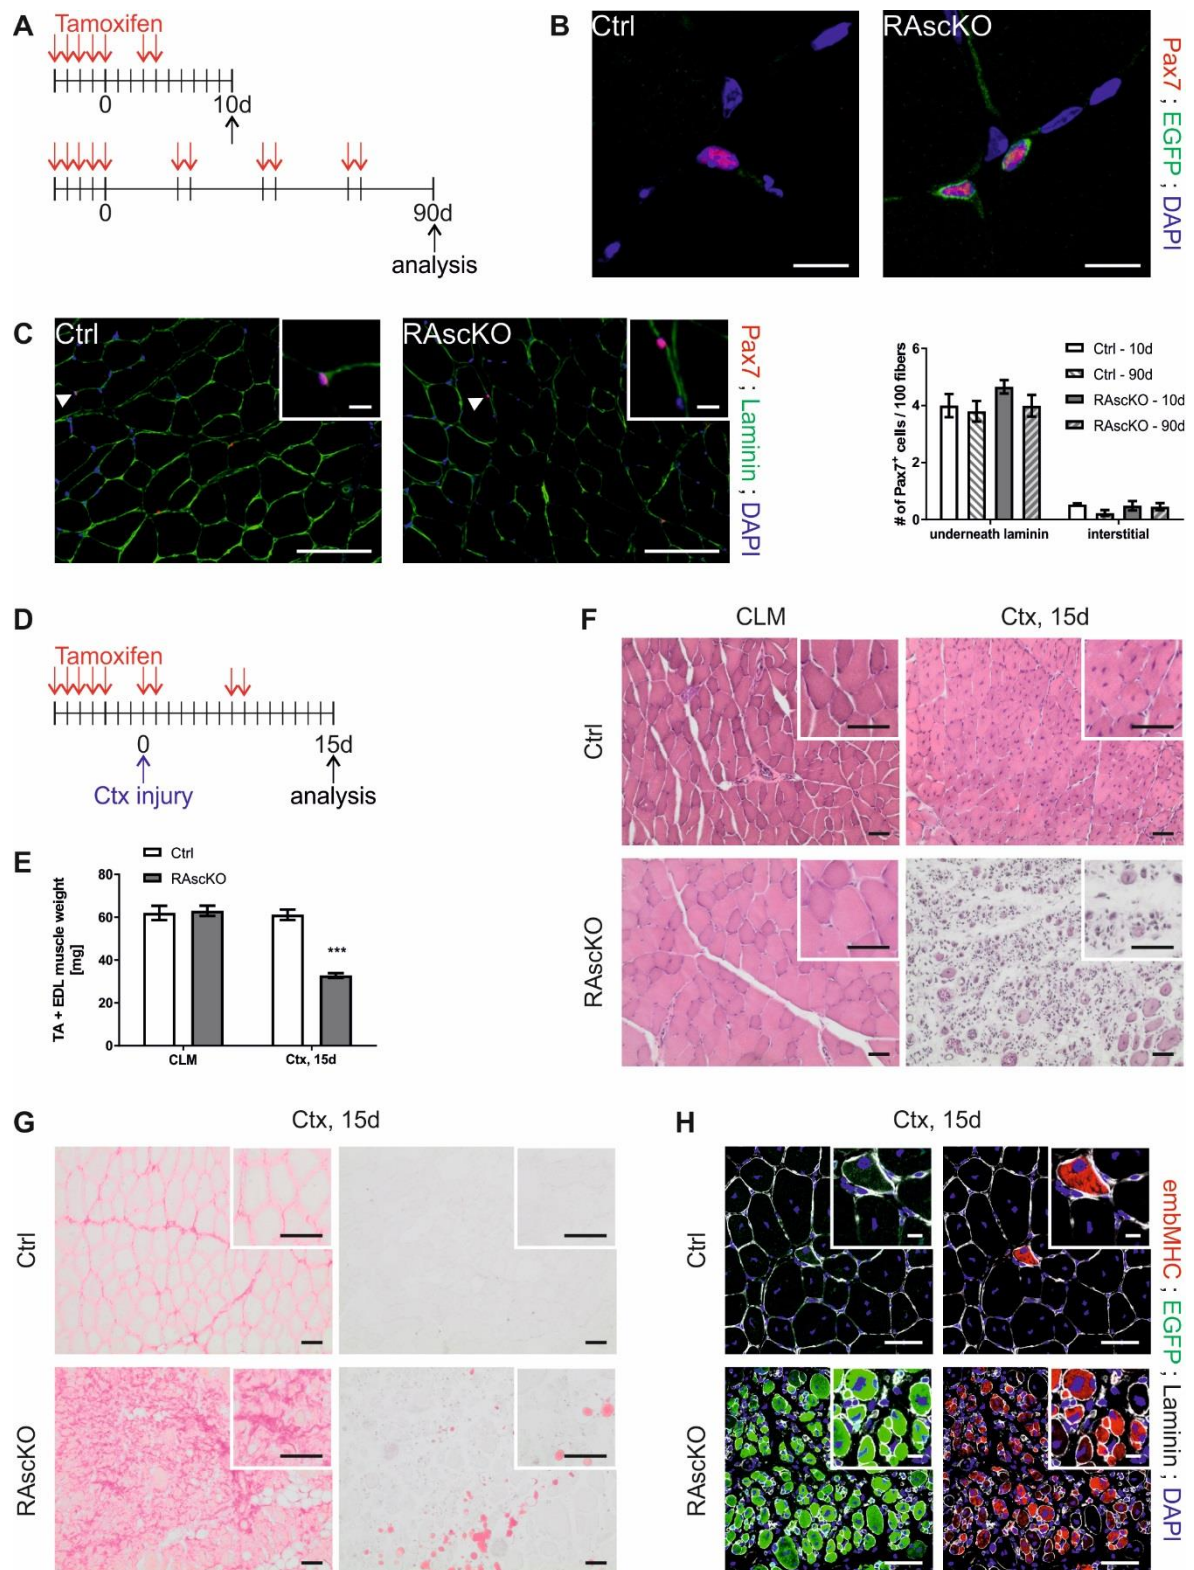 A
Tamoxifen
0
10d
0
90d
analysis
B
Ctrl
RAscKO
Pax7 ; EGFP ; DAPI
C
Ctrl
RAscKO
Pax7 ; Laminin ; DAPI
# of Pax7+ cells / 100 fibers
6
4
2
0
underneath laminin
interstitial
Ctrl - 10d
Ctrl - 90d
RAscKO - 10d
RAscKO - 90d
D
Tamoxifen
0
15d
Ctx injury
analysis
E
Ctrl
RAscKO
TA + EDL muscle weight
[mg]
80
60
40
20
0
***
CLM
Ctx, 15d
F
CLM
Ctx, 15d
Ctrl
RAscKO
G
Ctx, 15d
Ctrl
RAscKO
H
Ctx, 15d
Ctrl
RAscKO
embMHC ; EGFP ; Laminin ; DAPI